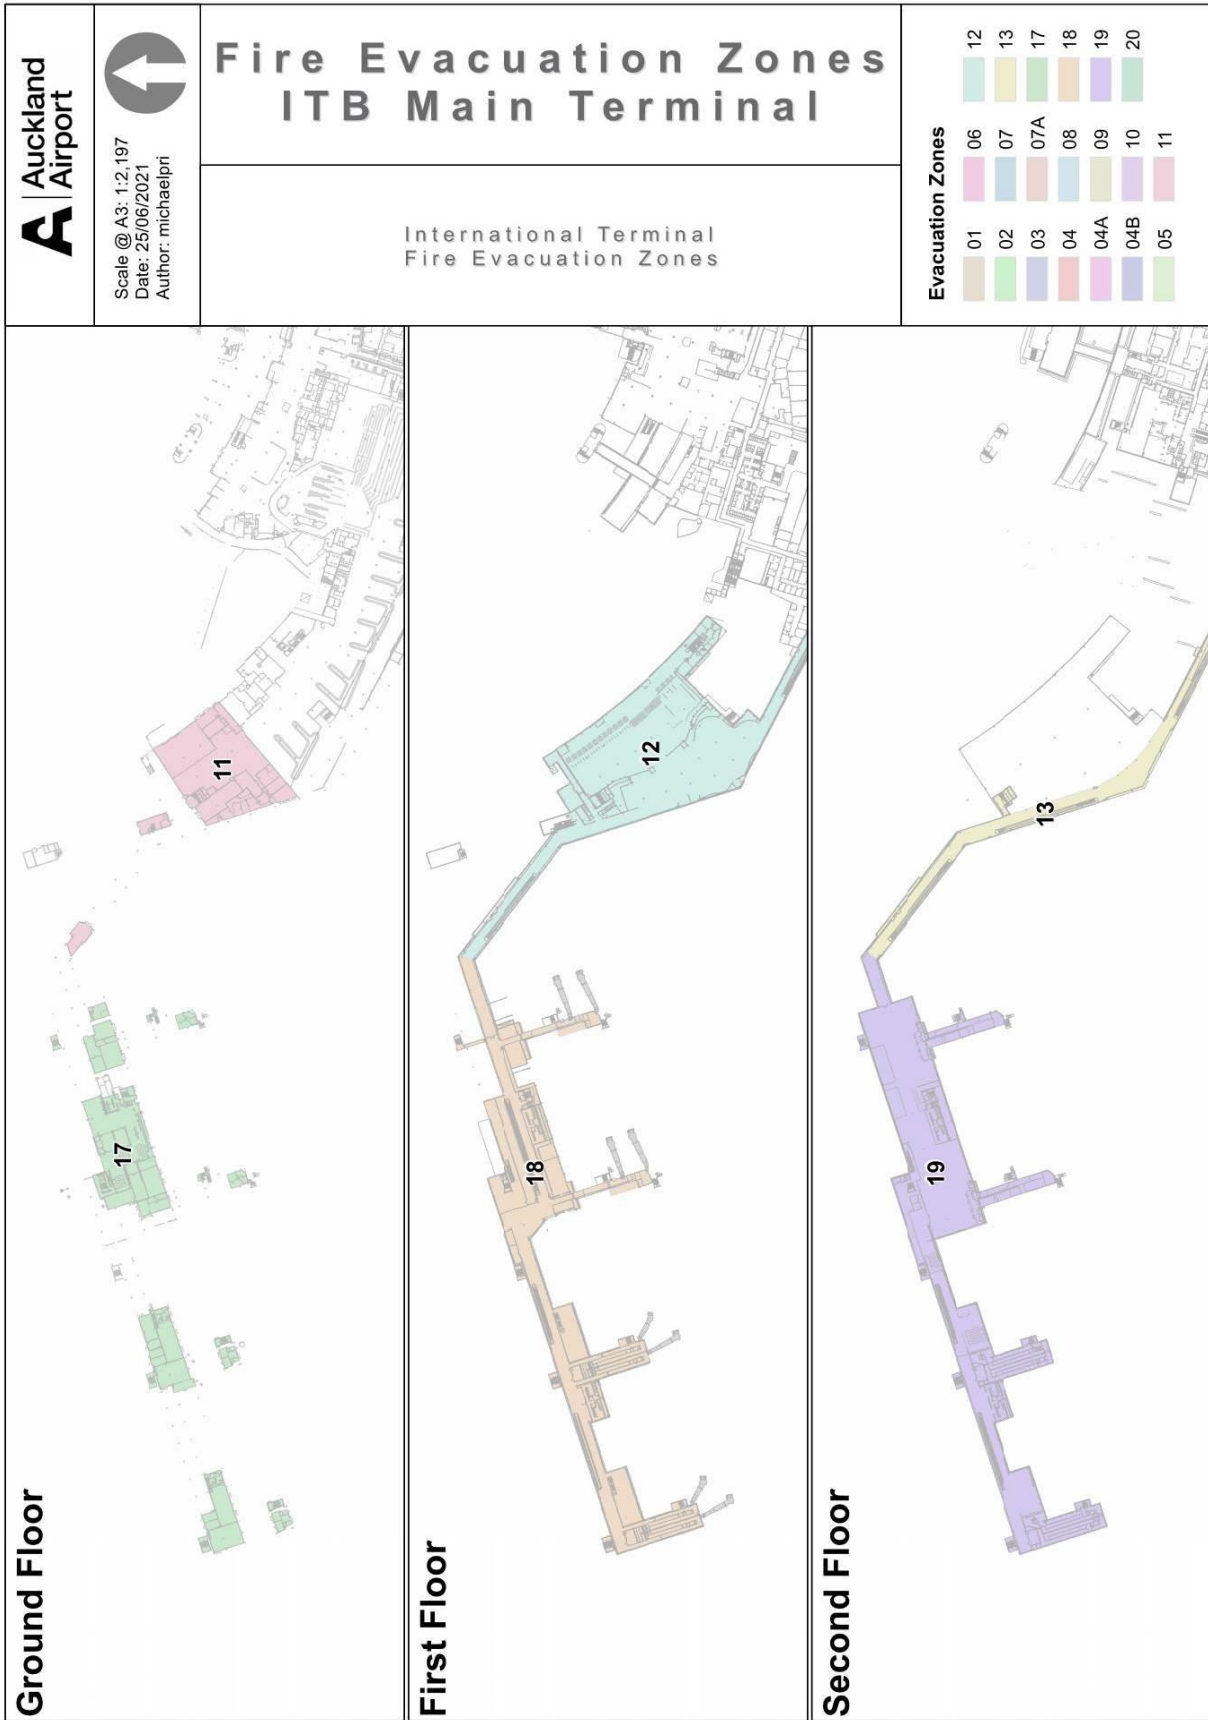 Auckland
Airport
Scale @ A3: 1:2,197
Date: 25/06/2021
Author: michaelpri
Fire Evacuation Zones
ITB Main Terminal
International Terminal
Fire Evacuation Zones
Evacuation Zones
01
02
03
04
04A
04B
05
06
07
07A
08
09
10
11
12
13
17
18
19
20
Ground Floor
17
11
First Floor
18
12
Second Floor
19
13